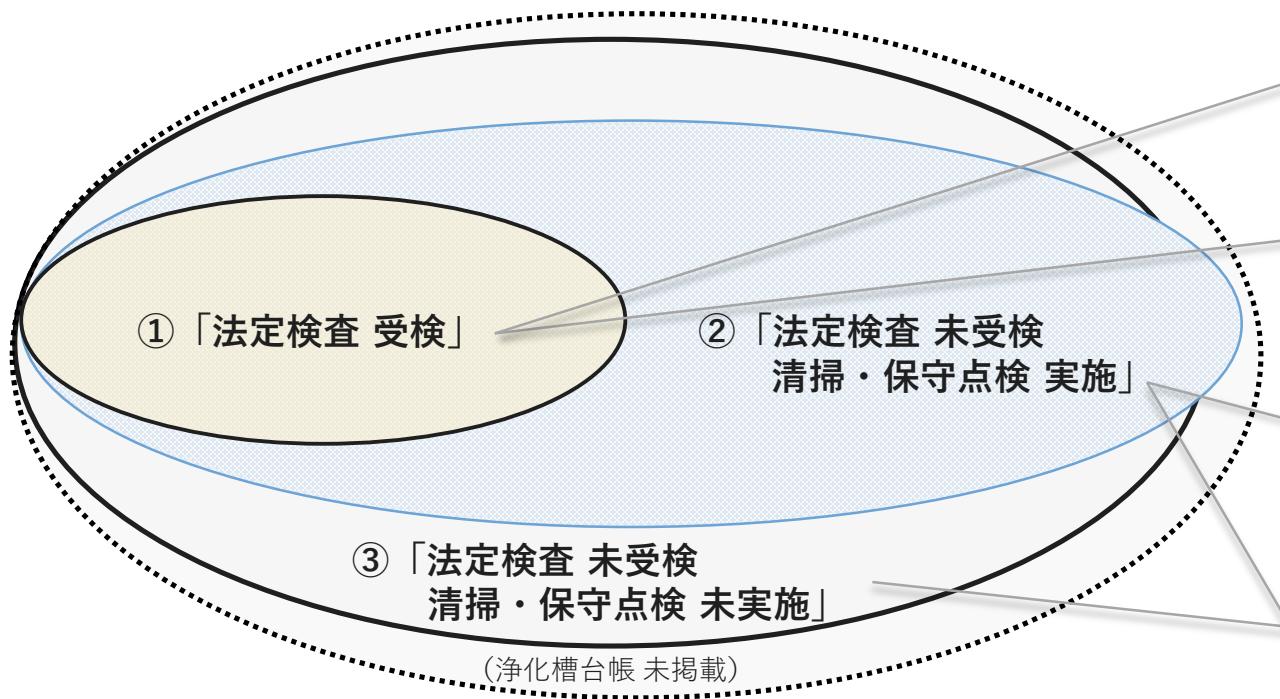 ①「法定検査 受検」
②「法定検査 未受検
清掃・保守点検 実施」
③「法定検査 未受検
清掃・保守点検 未実施」
（浄化槽台帳 未掲載）